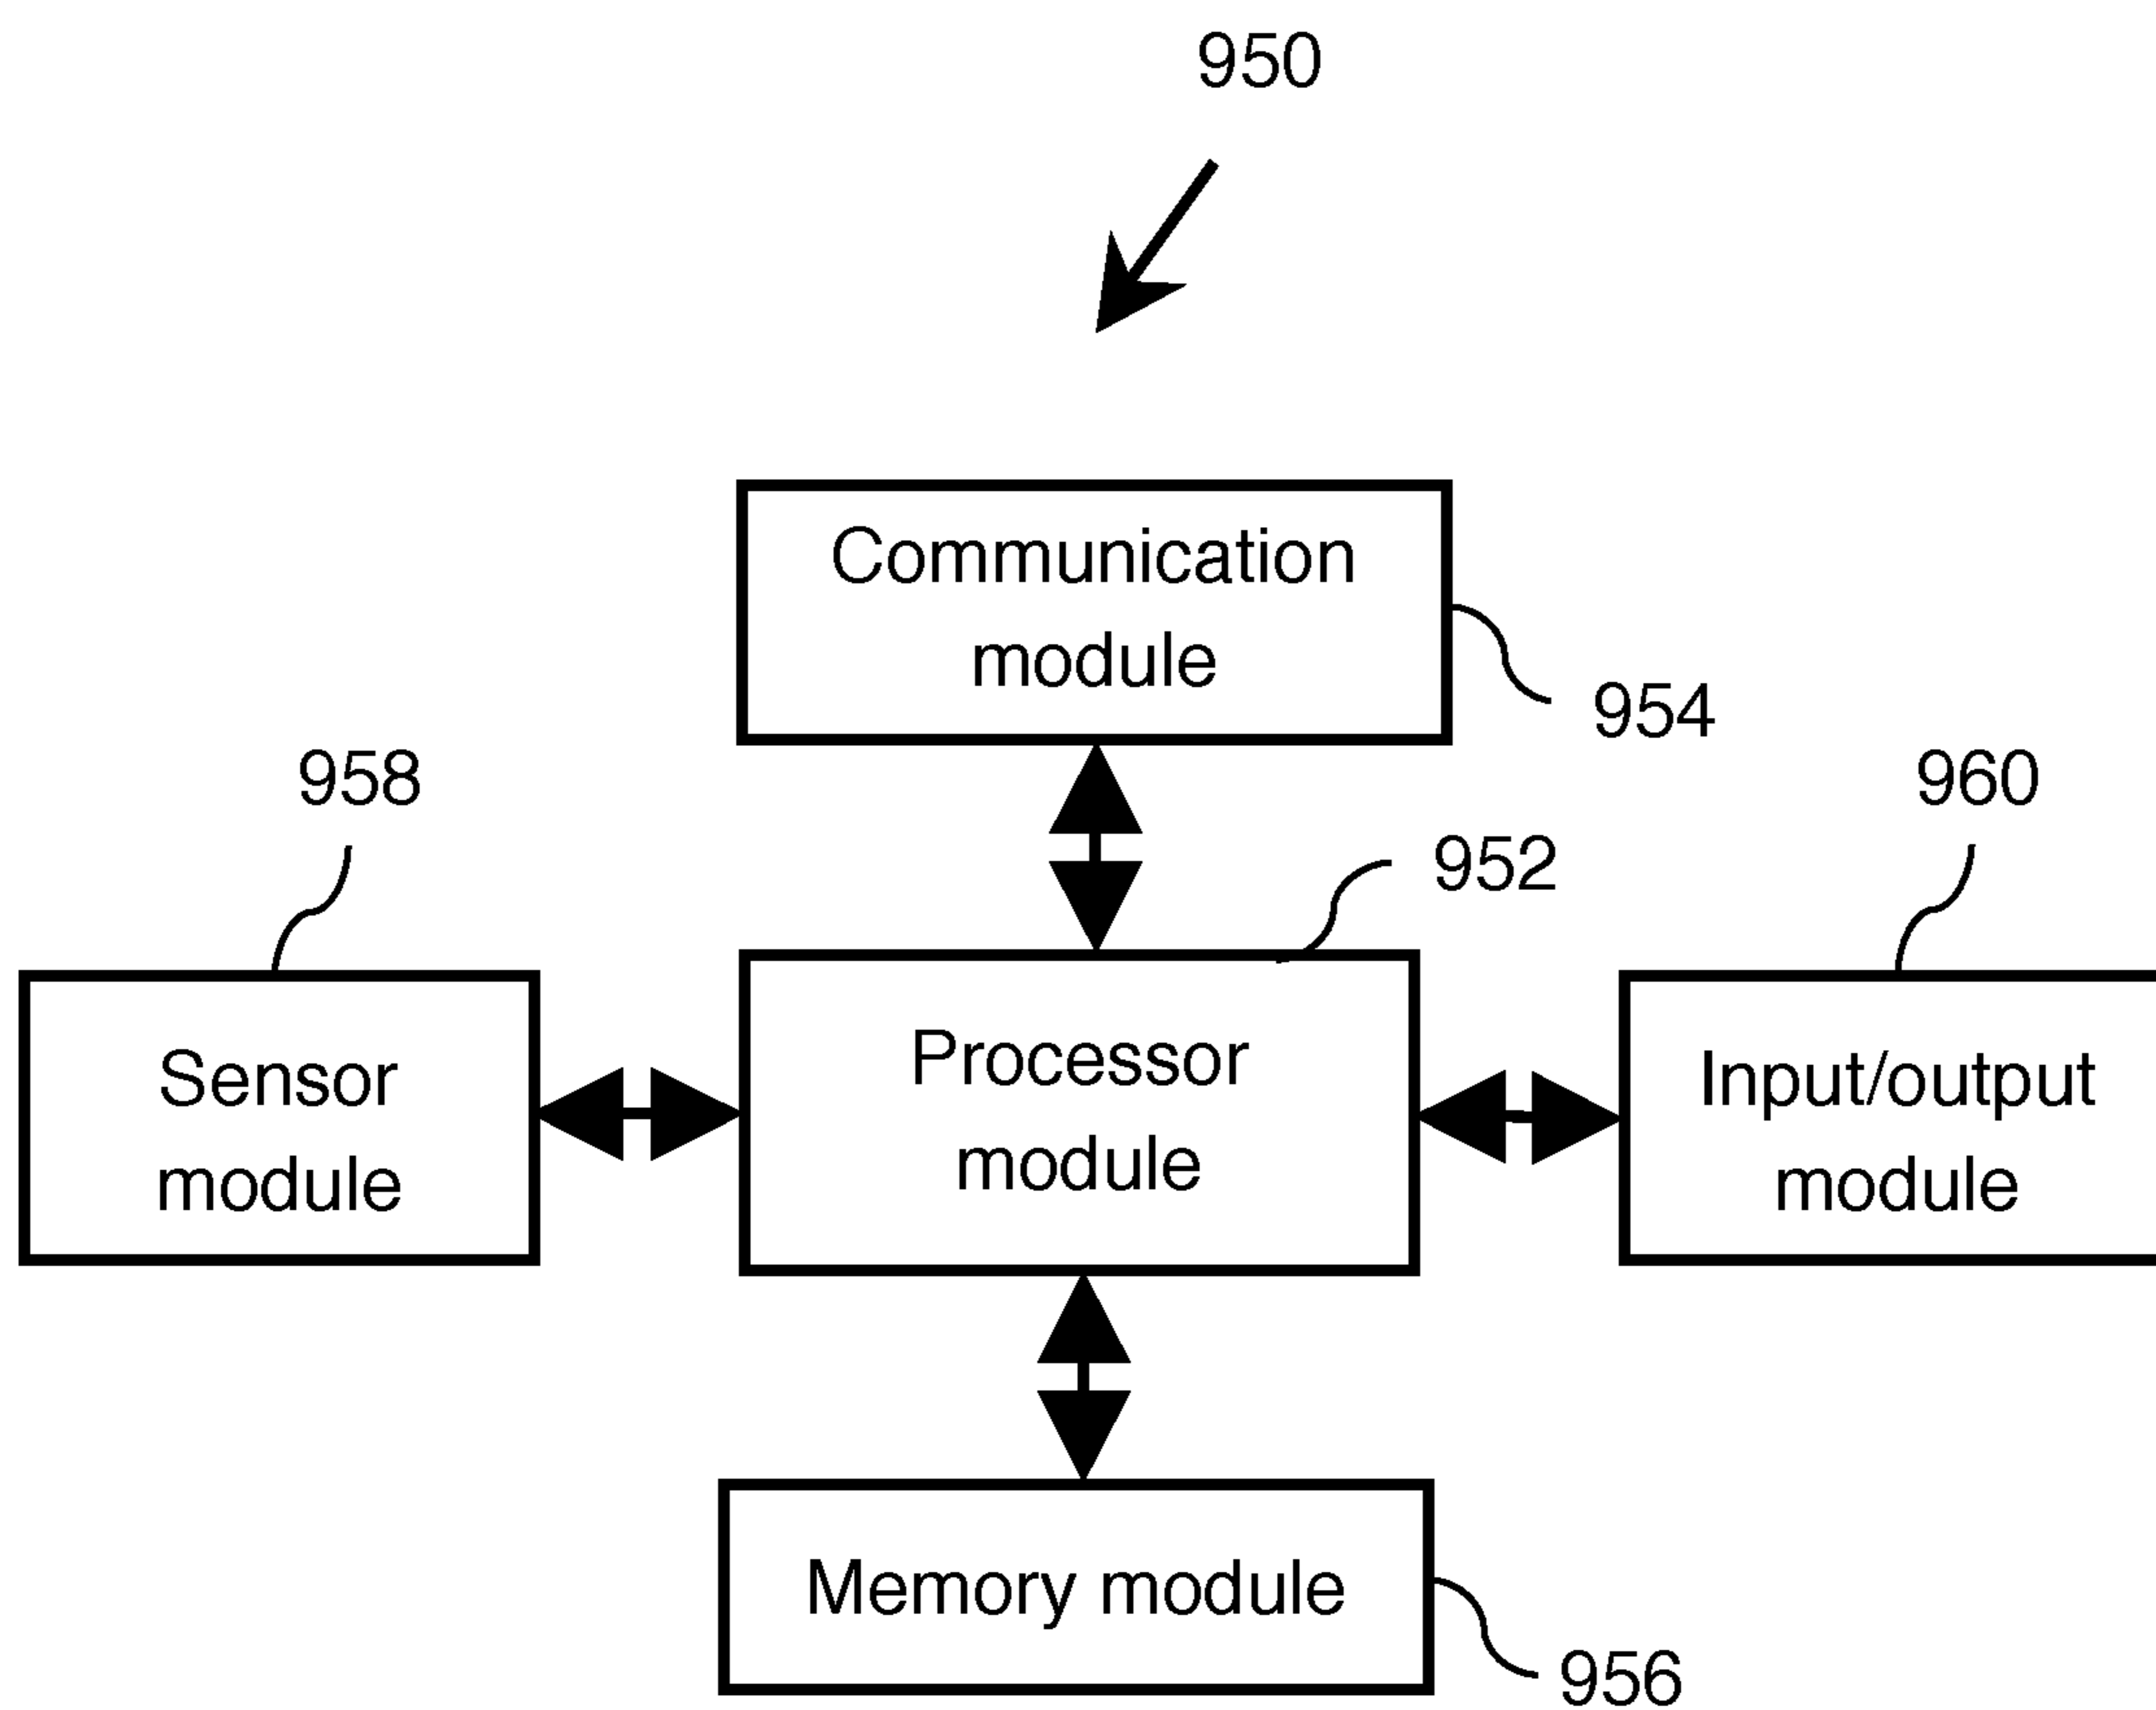 950
Communication
module
954
958
960
952
Sensor
module
Processor
module
Input/output
module
Memory module
956